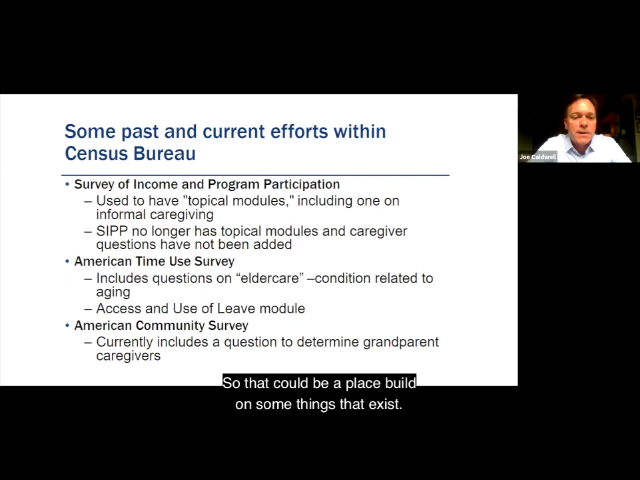 Some past and current efforts within
Census Bureau
• Survey of Income and Program Participation
– Used to have "topical modules," including one on
informal caregiving
– SIPP no longer has topical modules and caregiver
questions have not been added
• American Time Use Survey
– Includes questions on “eldercare” –condition related to
aging
– Access and Use of Leave module
• American Community Survey
– Currently includes a question to determine grandparent
caregivers
Joe Caldwell
So that could be a place build
on some things that exist.